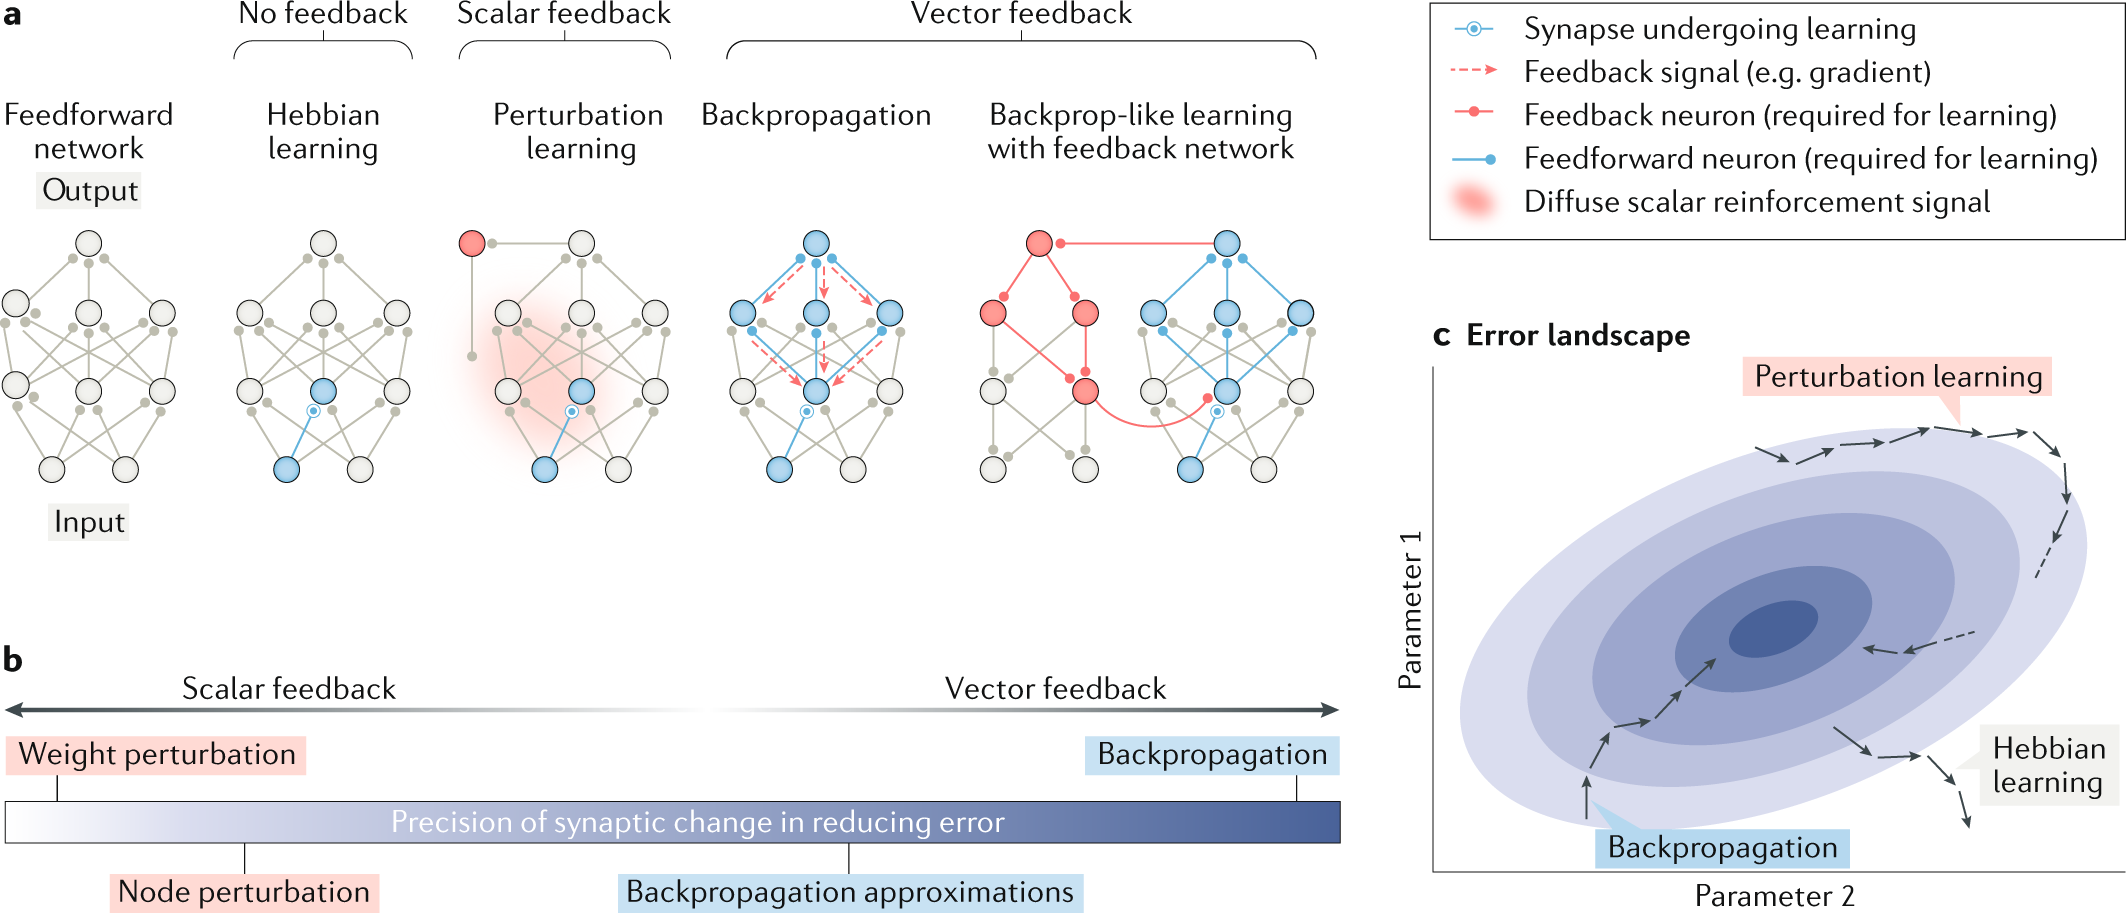 a
No feedback
Scalar feedback
Vector feedback
Feedforward
network
Hebbian
learning
Perturbation
learning
Backpropagation
Backprop-like learning
with feedback network
Output
Input
Synapse undergoing learning
Feedback signal (e.g. gradient)
Feedback neuron (required for learning)
Feedforward neuron (required for learning)
Diffuse scalar reinforcement signal
b
Scalar feedback
Vector feedback
Weight perturbation
Backpropagation
Precision of synaptic change in reducing error
Node perturbation
Backpropagation approximations
c Error landscape
Perturbation learning
Parameter 1
Hebbian
learning
Backpropagation
Parameter 2